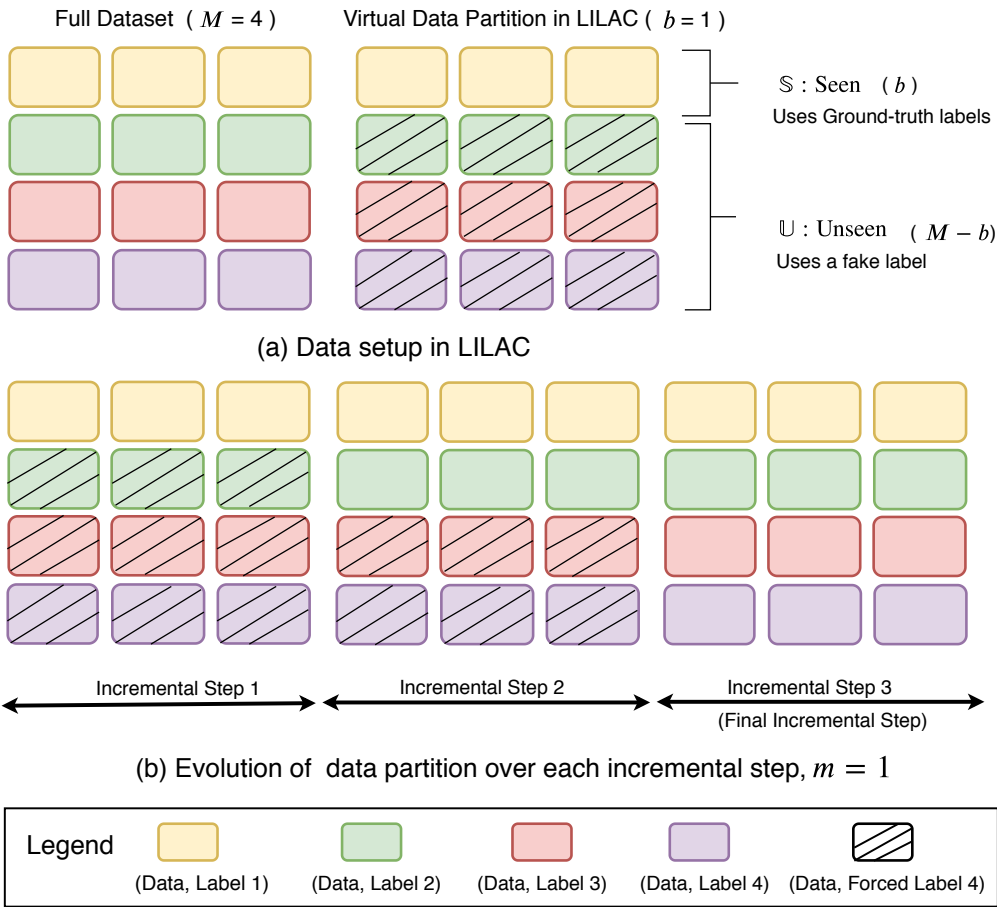 Full Dataset ( M = 4 )
Virtual Data Partition in LILAC ( b = 1 )
𝕊 : Seen ( b )
Uses Ground-truth labels
𝕌 : Unseen ( M − b)
Uses a fake label
(a) Data setup in LILAC
Incremental Step 1
Incremental Step 2
Incremental Step 3
(Final Incremental Step)
(b) Evolution of data partition over each incremental step, m = 1
Legend
(Data, Label 1)
(Data, Label 2)
(Data, Label 3)
(Data, Label 4)
(Data, Forced Label 4)